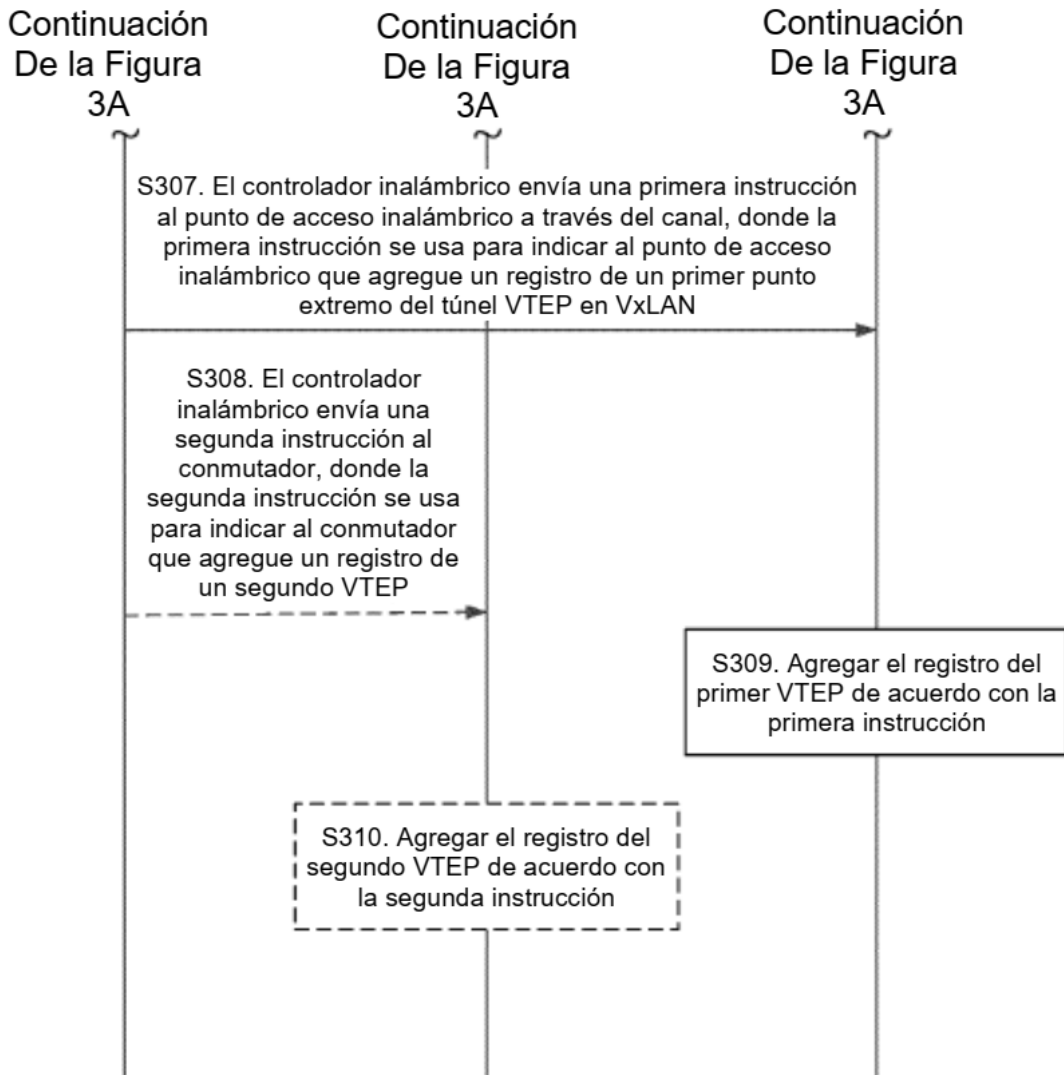 Continuación
De la Figura
3A
Continuación
De la Figura
3A
Continuación
De la Figura
3A
S307. El controlador inalámbrico envía una primera instrucción
al punto de acceso inalámbrico a través del canal, donde la
primera instrucción se usa para indicar al punto de acceso
inalámbrico que agregue un registro de un primer punto
extremo del túnel VTEP en VxLAN
S308. El controlador
inalámbrico envía una
segunda instrucción al
conmutador, donde la
segunda instrucción se usa
para indicar al conmutador
que agregue un registro de
un segundo VTEP
S309. Agregar el registro del
primer VTEP de acuerdo con la
primera instrucción
S310. Agregar el registro del
segundo VTEP de acuerdo con
la segunda instrucción